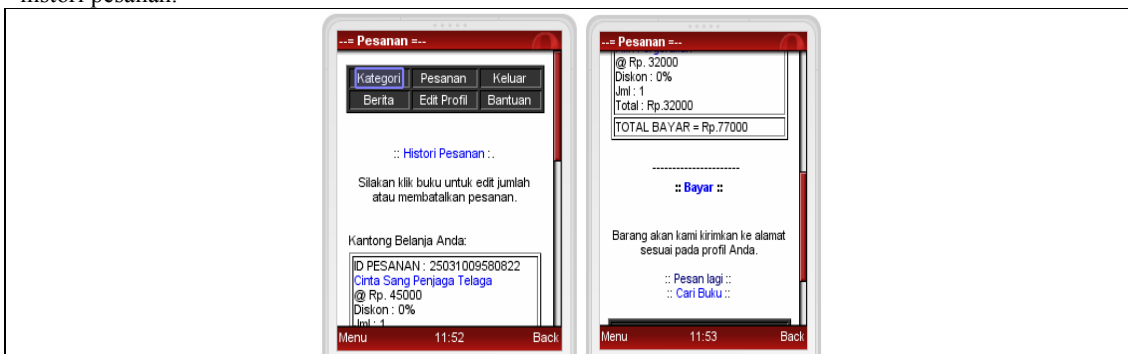 histori pesanan.
--= Pesanan =--
Kategori Pesanan Keluar
Berita Edit Profil Bantuan
:: Histori Pesanan :.
Silakan klik buku untuk edit jumlah
atau membatalkan pesanan.
Kantong Belanja Anda:
ID PESANAN : 25031009580822
Cinta Sang Penjaga Telaga
@ Rp. 45000
Diskon : 0%
Jml : 1
Menu 11:52 Back
--= Pesanan =--
@ Rp. 32000
Diskon : 0%
Jml : 1
Total : Rp.32000
TOTAL BAYAR = Rp.77000
----------------------
:: Bayar ::
Barang akan kami kirimkan ke alamat
sesuai pada profil Anda.
:: Pesan lagi ::
:: Cari Buku ::
Menu 11:53 Back